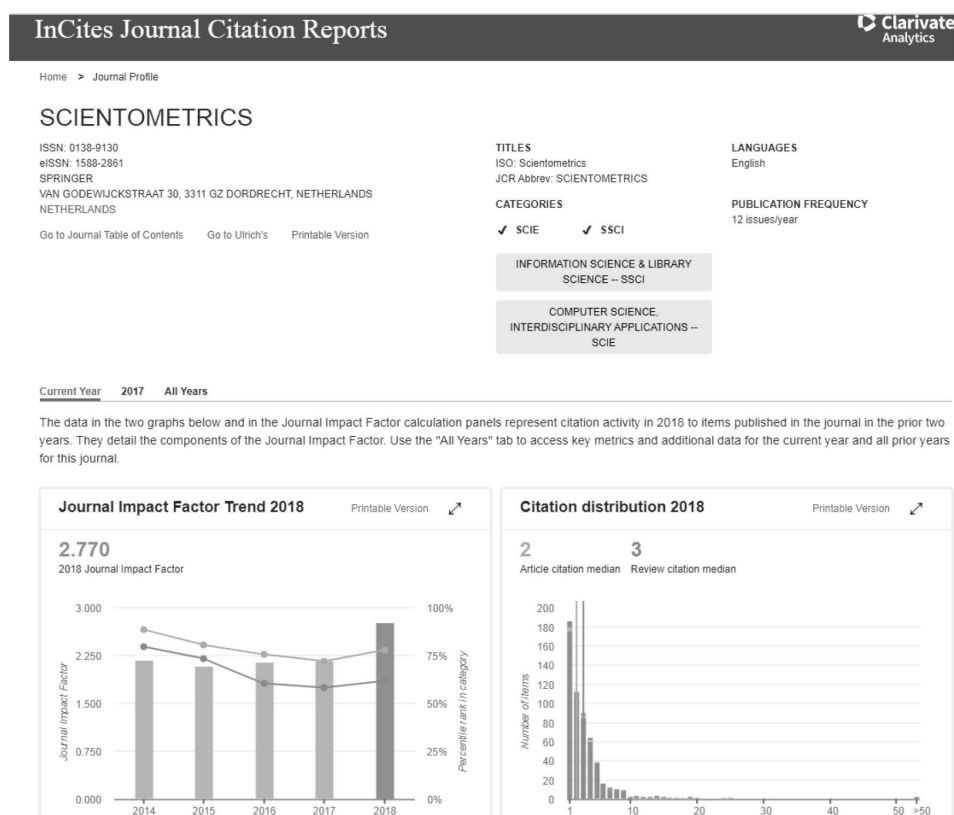 InCites Journal Citation Reports
Clarivate
Analytics
Home > Journal Profile
SCIENTOMETRICS
ISSN: 0138-9130
eISSN: 1588-2861
SPRINGER
VAN GODEWIJCKSTRAAT 30, 3311 GZ DORDRECHT, NETHERLANDS
NETHERLANDS
Go to Journal Table of Contents Go to Ulrich's Printable Version
TITLES
ISO: Scientometrics
JCR Abbrev: SCIENTOMETRICS
CATEGORIES
✓ SCIE ✓ SSCI
INFORMATION SCIENCE & LIBRARY
SCIENCE -- SSCI
COMPUTER SCIENCE,
INTERDISCIPLINARY APPLICATIONS --
SCIE
LANGUAGES
English
PUBLICATION FREQUENCY
12 issues/year
Current Year 2017 All Years
The data in the two graphs below and in the Journal Impact Factor calculation panels represent citation activity in 2018 to items published in the journal in the prior two
years. They detail the components of the Journal Impact Factor. Use the "All Years" tab to access key metrics and additional data for the current year and all prior years
for this journal.
Journal Impact Factor Trend 2018 Printable Version
2.770
2018 Journal Impact Factor
3.000
2.250
1.500
0.750
0.000
Journal Impact Factor
100%
75%
50%
25%
0%
Percentile rank in category
2014 2015 2016 2017 2018
Citation distribution 2018 Printable Version
2 3
Article citation median Review citation median
200
180
160
140
120
100
80
60
40
20
0
Number of items
1 10 20 30 40 50 >50